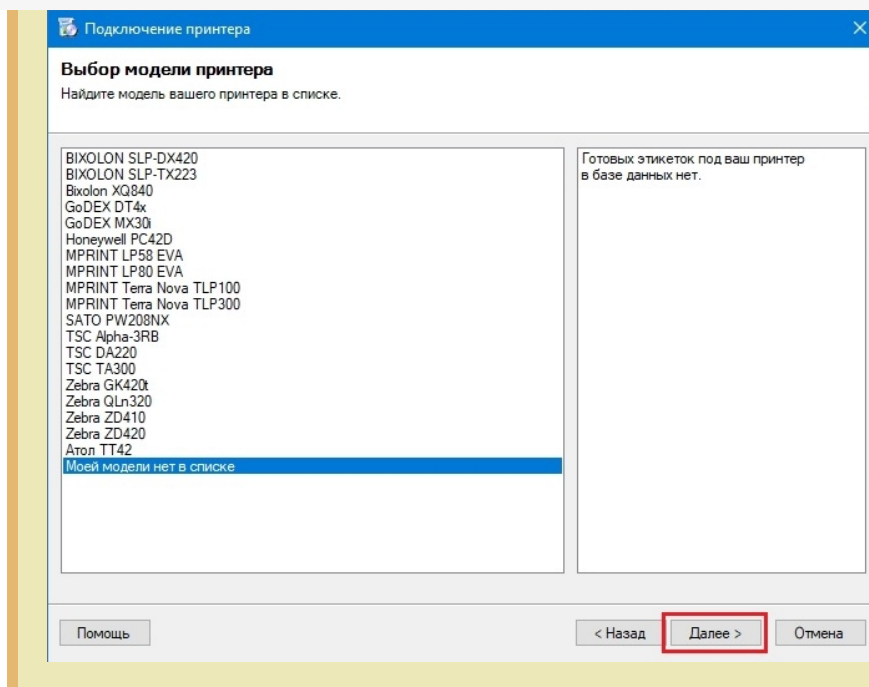 Подключение принтера
Выбор модели принтера
Найдите модель вашего принтера в списке.
BIXOLON SLP-DX420
BIXOLON SLP-TX223
Bixolon XQ840
GoDEX DT4x
GoDEX MX30i
Honeywell PC42D
MPRINT LP58 EVA
MPRINT LP80 EVA
MPRINT Terra Nova TLP100
MPRINT Terra Nova TLP300
SATO PW208NX
TSC Alpha-3RB
TSC DA220
TSC TA300
Zebra GK420t
Zebra QLn320
Zebra ZD410
Zebra ZD420
Атол ТТ42
Моей модели нет в списке
Готовых этикеток под ваш принтер
в базе данных нет.
Помощь
< Назад
Далее >
Отмена